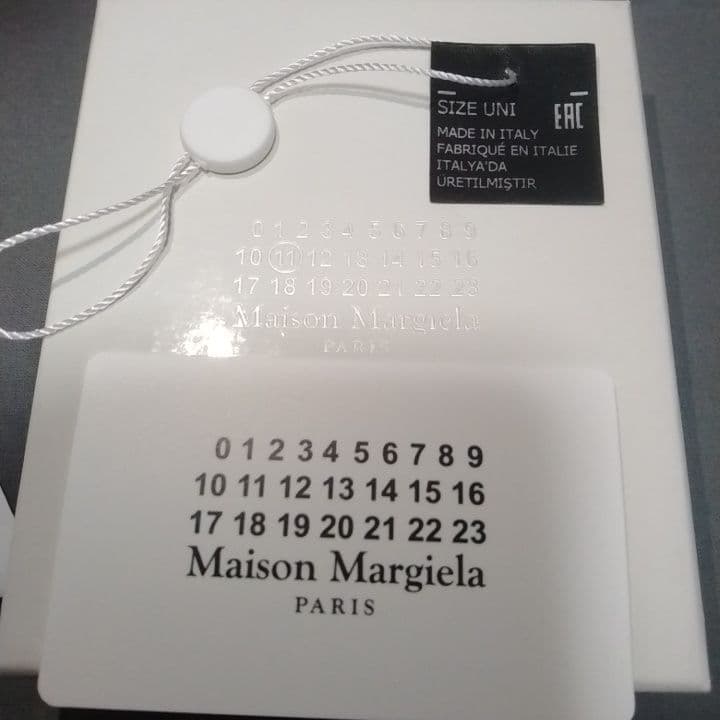 SIZE UNI
EAC
MADE IN ITALY
FABRIQUÉ EN ITALIE
ITALYA'DA
ÜRETILMIŞTIR
0 1 2 3 4 5 6 7 8 9
10 11 12 13 14 15 16
17 18 19 20 21 22 23
Maison Margiela
PARIS
0 1 2 3 4 5 6 7 8 9
10 11 12 13 14 15 16
17 18 19 20 21 22 23
Maison Margiela
PARIS